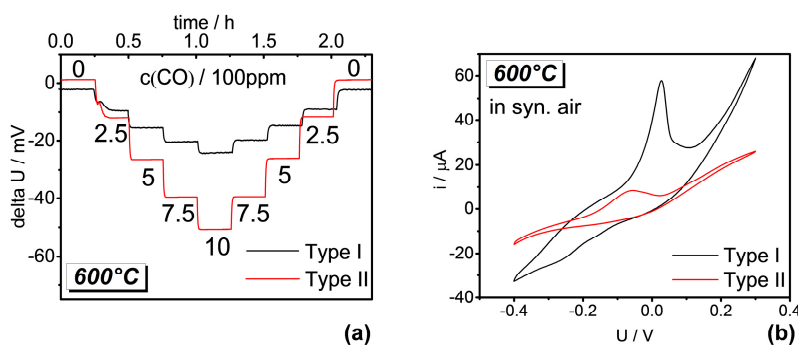 time / h
0.0 0.5 1.0 1.5 2.0
0 c(CO) / 100ppm 0
2.5 2.5
5 5
7.5 7.5
10
0
-20
-40
-60
delta U / mV
Type I
Type II
600°C
(a)
600°C
in syn. air
60
40
20
0
-20
-40
i / µA
Type I
Type II
-0.4 -0.2 0.0 0.2 0.4
U / V
(b)